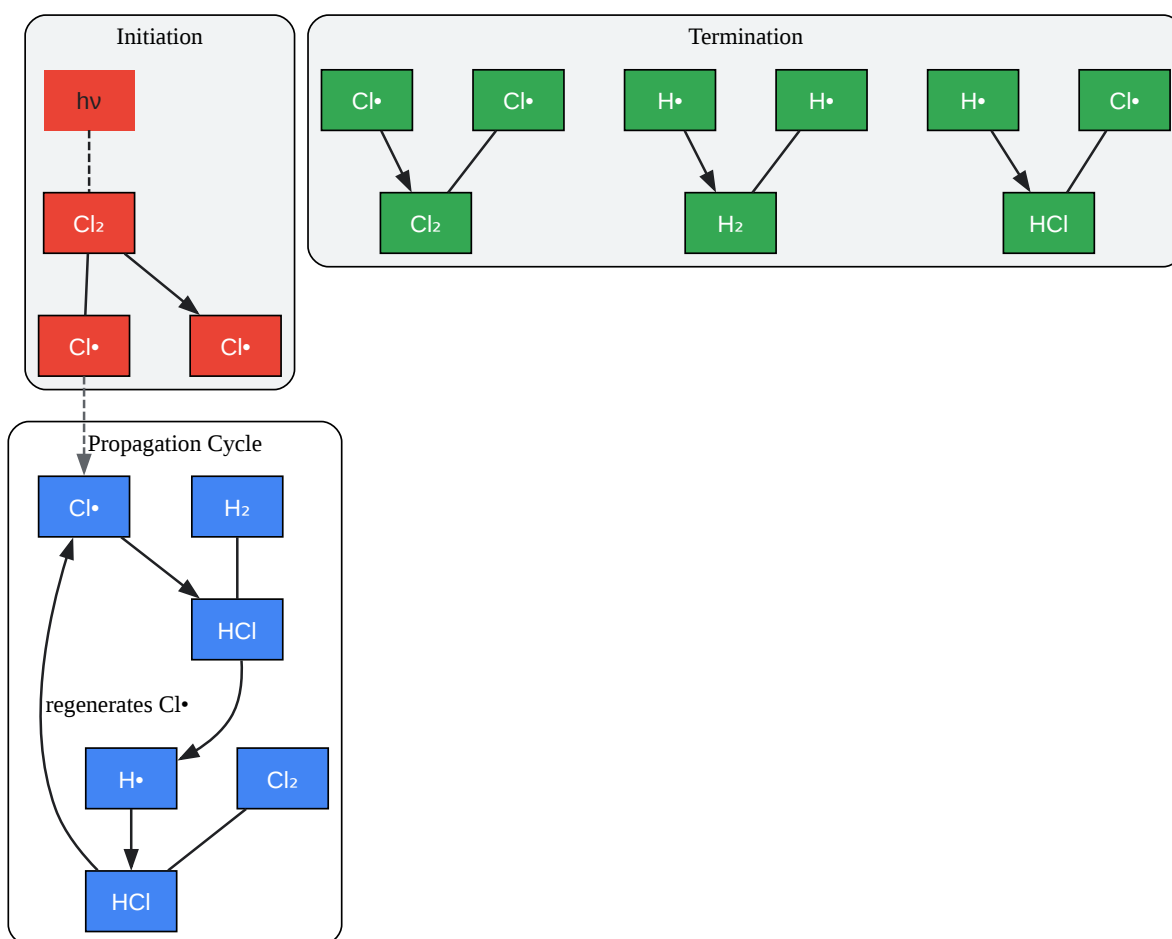 Initiation
hν
Cl₂
Cl•
Cl•
Termination
Cl•
Cl•
H•
H•
H•
Cl•
Cl₂
H₂
HCl
Propagation Cycle
Cl•
H₂
HCl
regenerates Cl•
H•
Cl₂
HCl